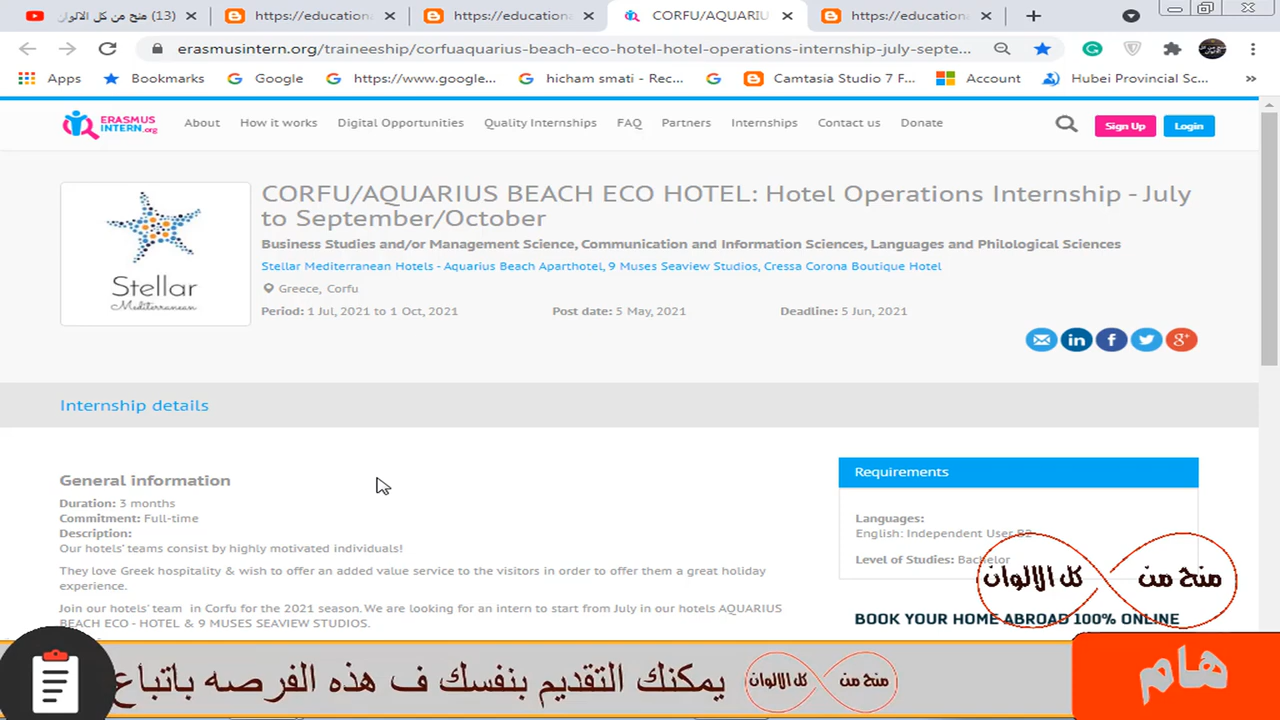 (13) منح من كل الالوان
https://education
https://educationa
CORFU/AQUARIU
https://educationa
erasmusintern.org/traineeship/corfuaquarius-beach-eco-hotel-hotel-operations-internship-july-septe...
Apps
Bookmarks
Google
https://www.google...
hicham smati - Rec...
Camtasia Studio 7 F...
Account
Hubei Provincial Sc...
»
ERASMUS
INTERN.org
About
How it works
Digital Opportunities
Quality Internships
FAQ
Partners
Internships
Contact us
Donate
Sign Up
Login
Stellar
Mediterranean
CORFU/AQUARIUS BEACH ECO HOTEL: Hotel Operations Internship - July
to September/October
Business Studies and/or Management Science, Communication and Information Sciences, Languages and Philological Sciences
Stellar Mediterranean Hotels - Aquarius Beach Aparthotel, 9 Muses Seaview Studios, Cressa Corona Boutique Hotel
Greece, Corfu
Period: 1 Jul, 2021 to 1 Oct, 2021
Post date: 5 May, 2021
Deadline: 5 Jun, 2021
in
f
g+
Internship details
General information
Duration: 3 months
Commitment: Full-time
Description:
Our hotels' teams consist by highly motivated individuals!
They love Greek hospitality & wish to offer an added value service to the visitors in order to offer them a great holiday
experience.
Join our hotels' team in Corfu for the 2021 season. We are looking for an intern to start from July in our hotels AQUARIUS
BEACH ECO - HOTEL & 9 MUSES SEAVIEW STUDIOS.
Requirements
Languages:
English: Independent User B2
Level of Studies: Bachelor
منح من كل الالوان
BOOK YOUR HOME ABROAD 100% ONLINE
هام
منح من كل الالوان
يمكنك التقديم بنفسك ف هذه الفرصه باتباع